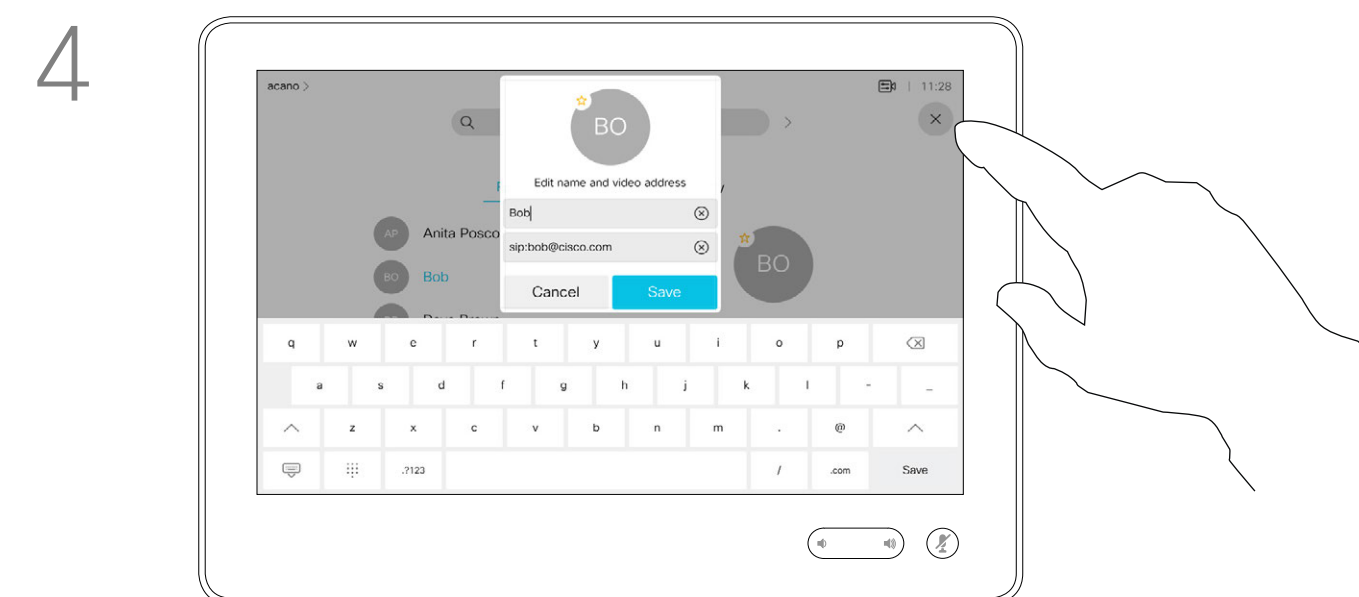 4
acano >
11:28
BO
Edit name and video address
Bob
AP Anita Posco
sip:bob@cisco.com
BO
BO Bob
Cancel Save
q w e r t y u i o p
a s d f g h j k l - _
z x c v b n m . @
.?123 / .com Save